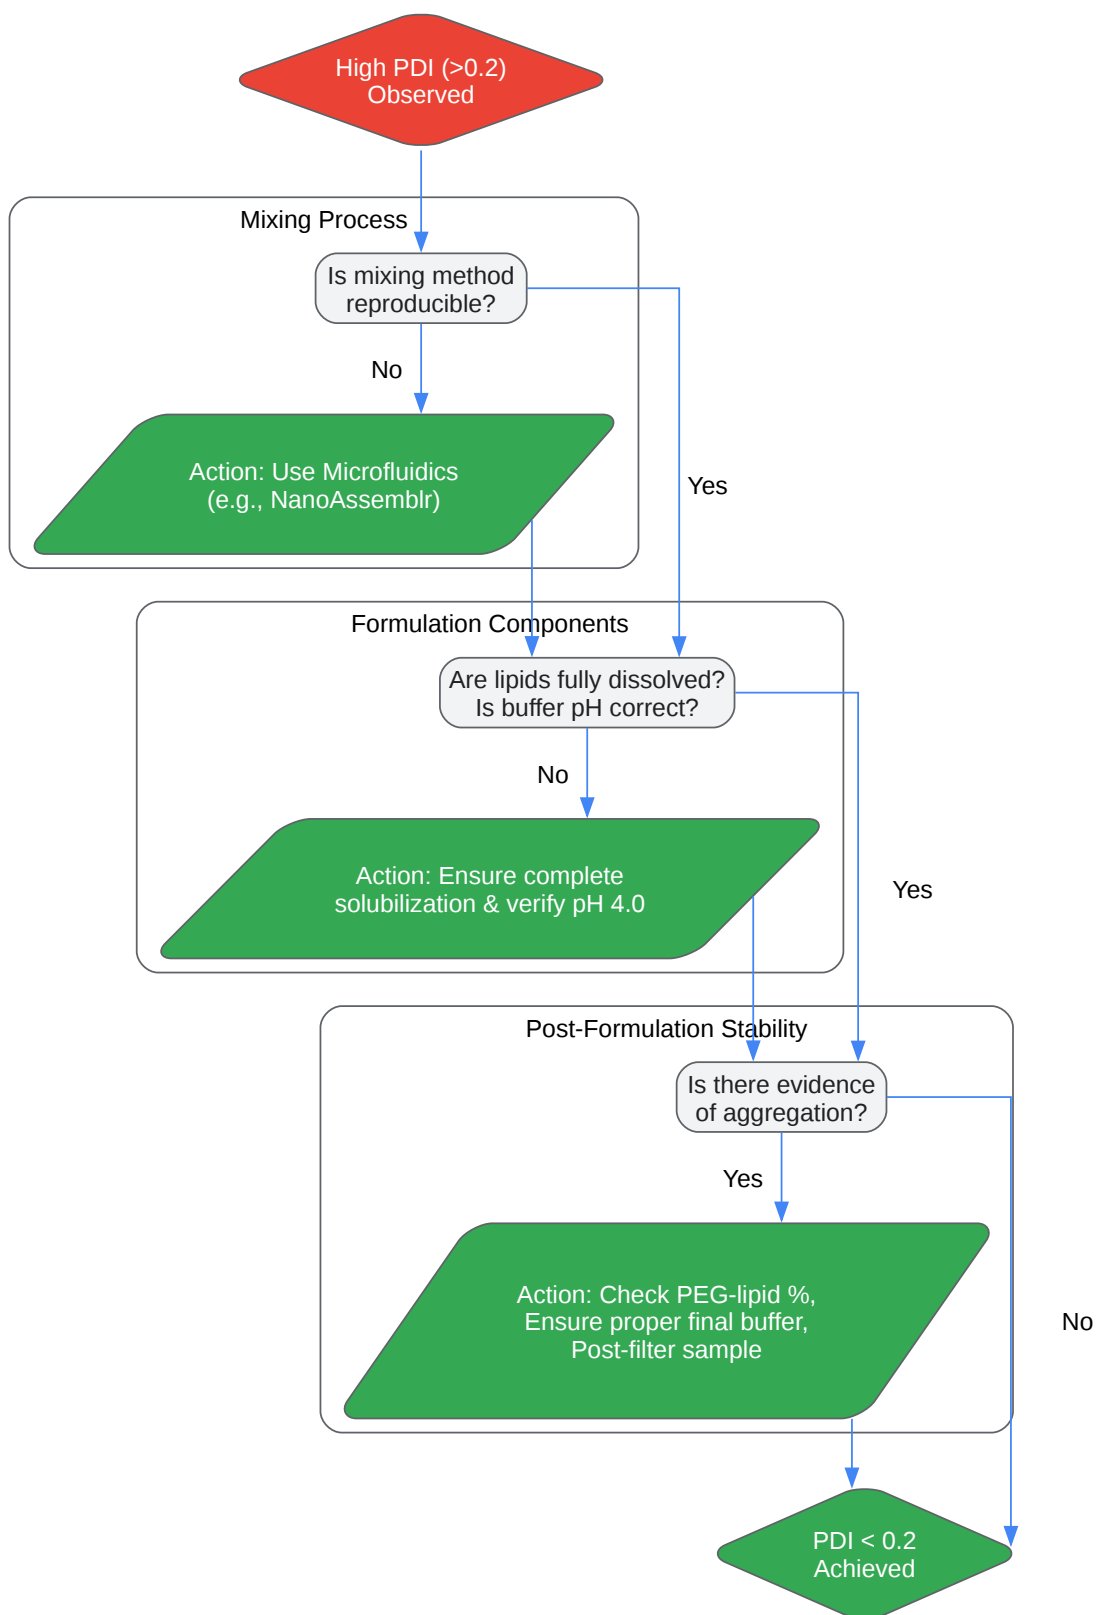 High PDI (>0.2)
Observed
Mixing Process
Is mixing method
reproducible?
No
Action: Use Microfluidics
(e.g., NanoAssemblr)
Yes
Formulation Components
Are lipids fully dissolved?
Is buffer pH correct?
No
Action: Ensure complete
solubilization & verify pH 4.0
Yes
Post-Formulation Stability
Is there evidence
of aggregation?
Yes
Action: Check PEG-lipid %,
Ensure proper final buffer,
Post-filter sample
No
PDI < 0.2
Achieved